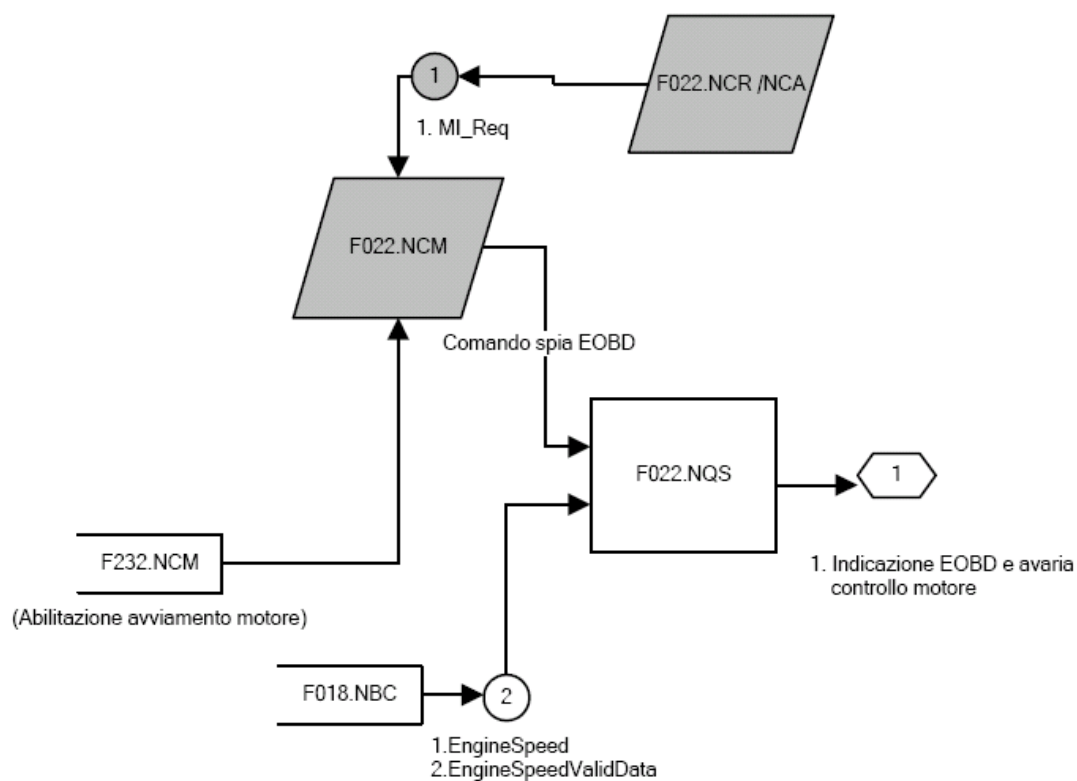 F022.NCR /NCA
1
1. MI_Req
F022.NCM
Comando spia EOBD
F022.NQS
1
F232.NCM
1. Indicazione EOBD e avaria
controllo motore
(Abilitazione avviamento motore)
F018.NBC
2
1.EngineSpeed
2.EngineSpeedValidData